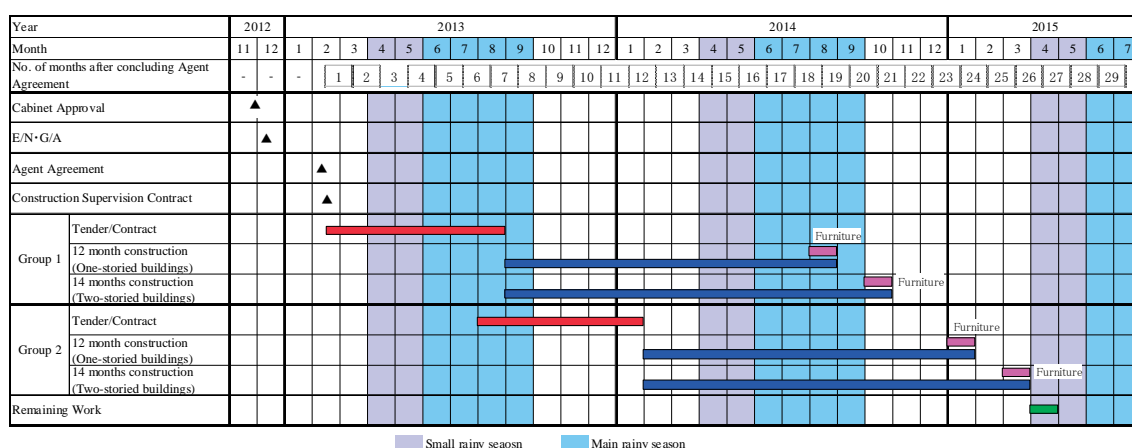 Year 2012 2013 2014 2015
Month 11 12 1 2 3 4 5 6 7 8 9 10 11 12 1 2 3 4 5 6 7 8 9 10 11 12 1 2 3 4 5 6 7
No. of months after concluding Agent
Agreement
- - - 1 2 3 4 5 6 7 8 9 10 11 12 13 14 15 16 17 18 19 20 21 22 23 24 25 26 27 28 29
Cabinet Approval
E/N・G/A
Agent Agreement
Construction Supervision Contract
Group 1
Tender/Contract
12 month construction
(One-storied buildings)
Furniture
14 months construction
(Two-storied buildings)
Furniture
Group 2
Tender/Contract
12 month construction
(One-storied buildings)
Furniture
14 months construction
(Two-storied buildings)
Furniture
Remaining Work
Small rainy seaosn
Main rainy season